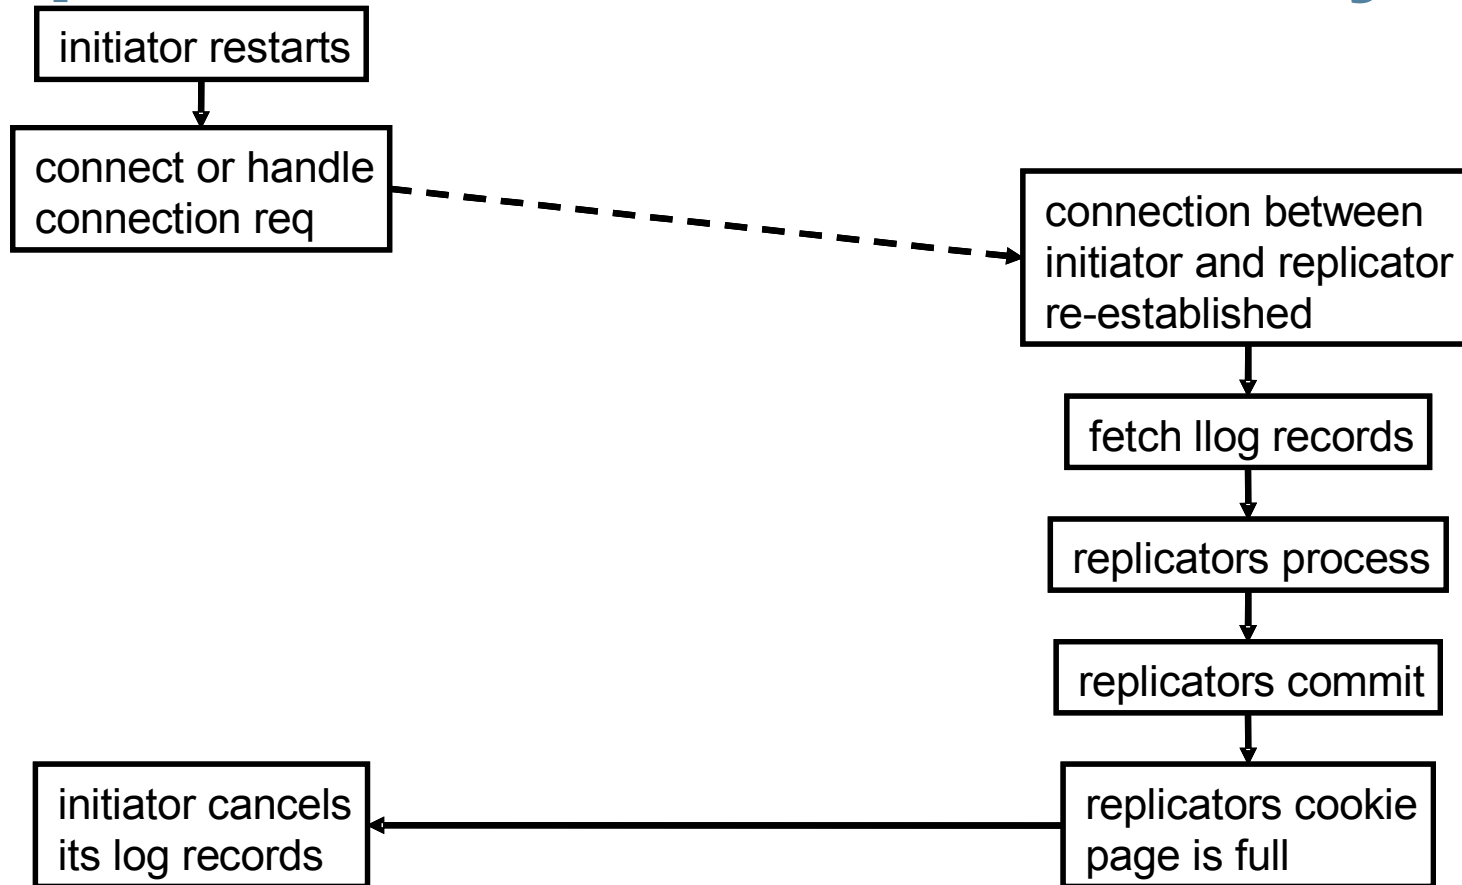 initiator restarts
connect or handle
connection req
connection between
initiator and replicator
re-established
fetch llog records
replicators process
replicators commit
replicators cookie
page is full
initiator cancels
its log records